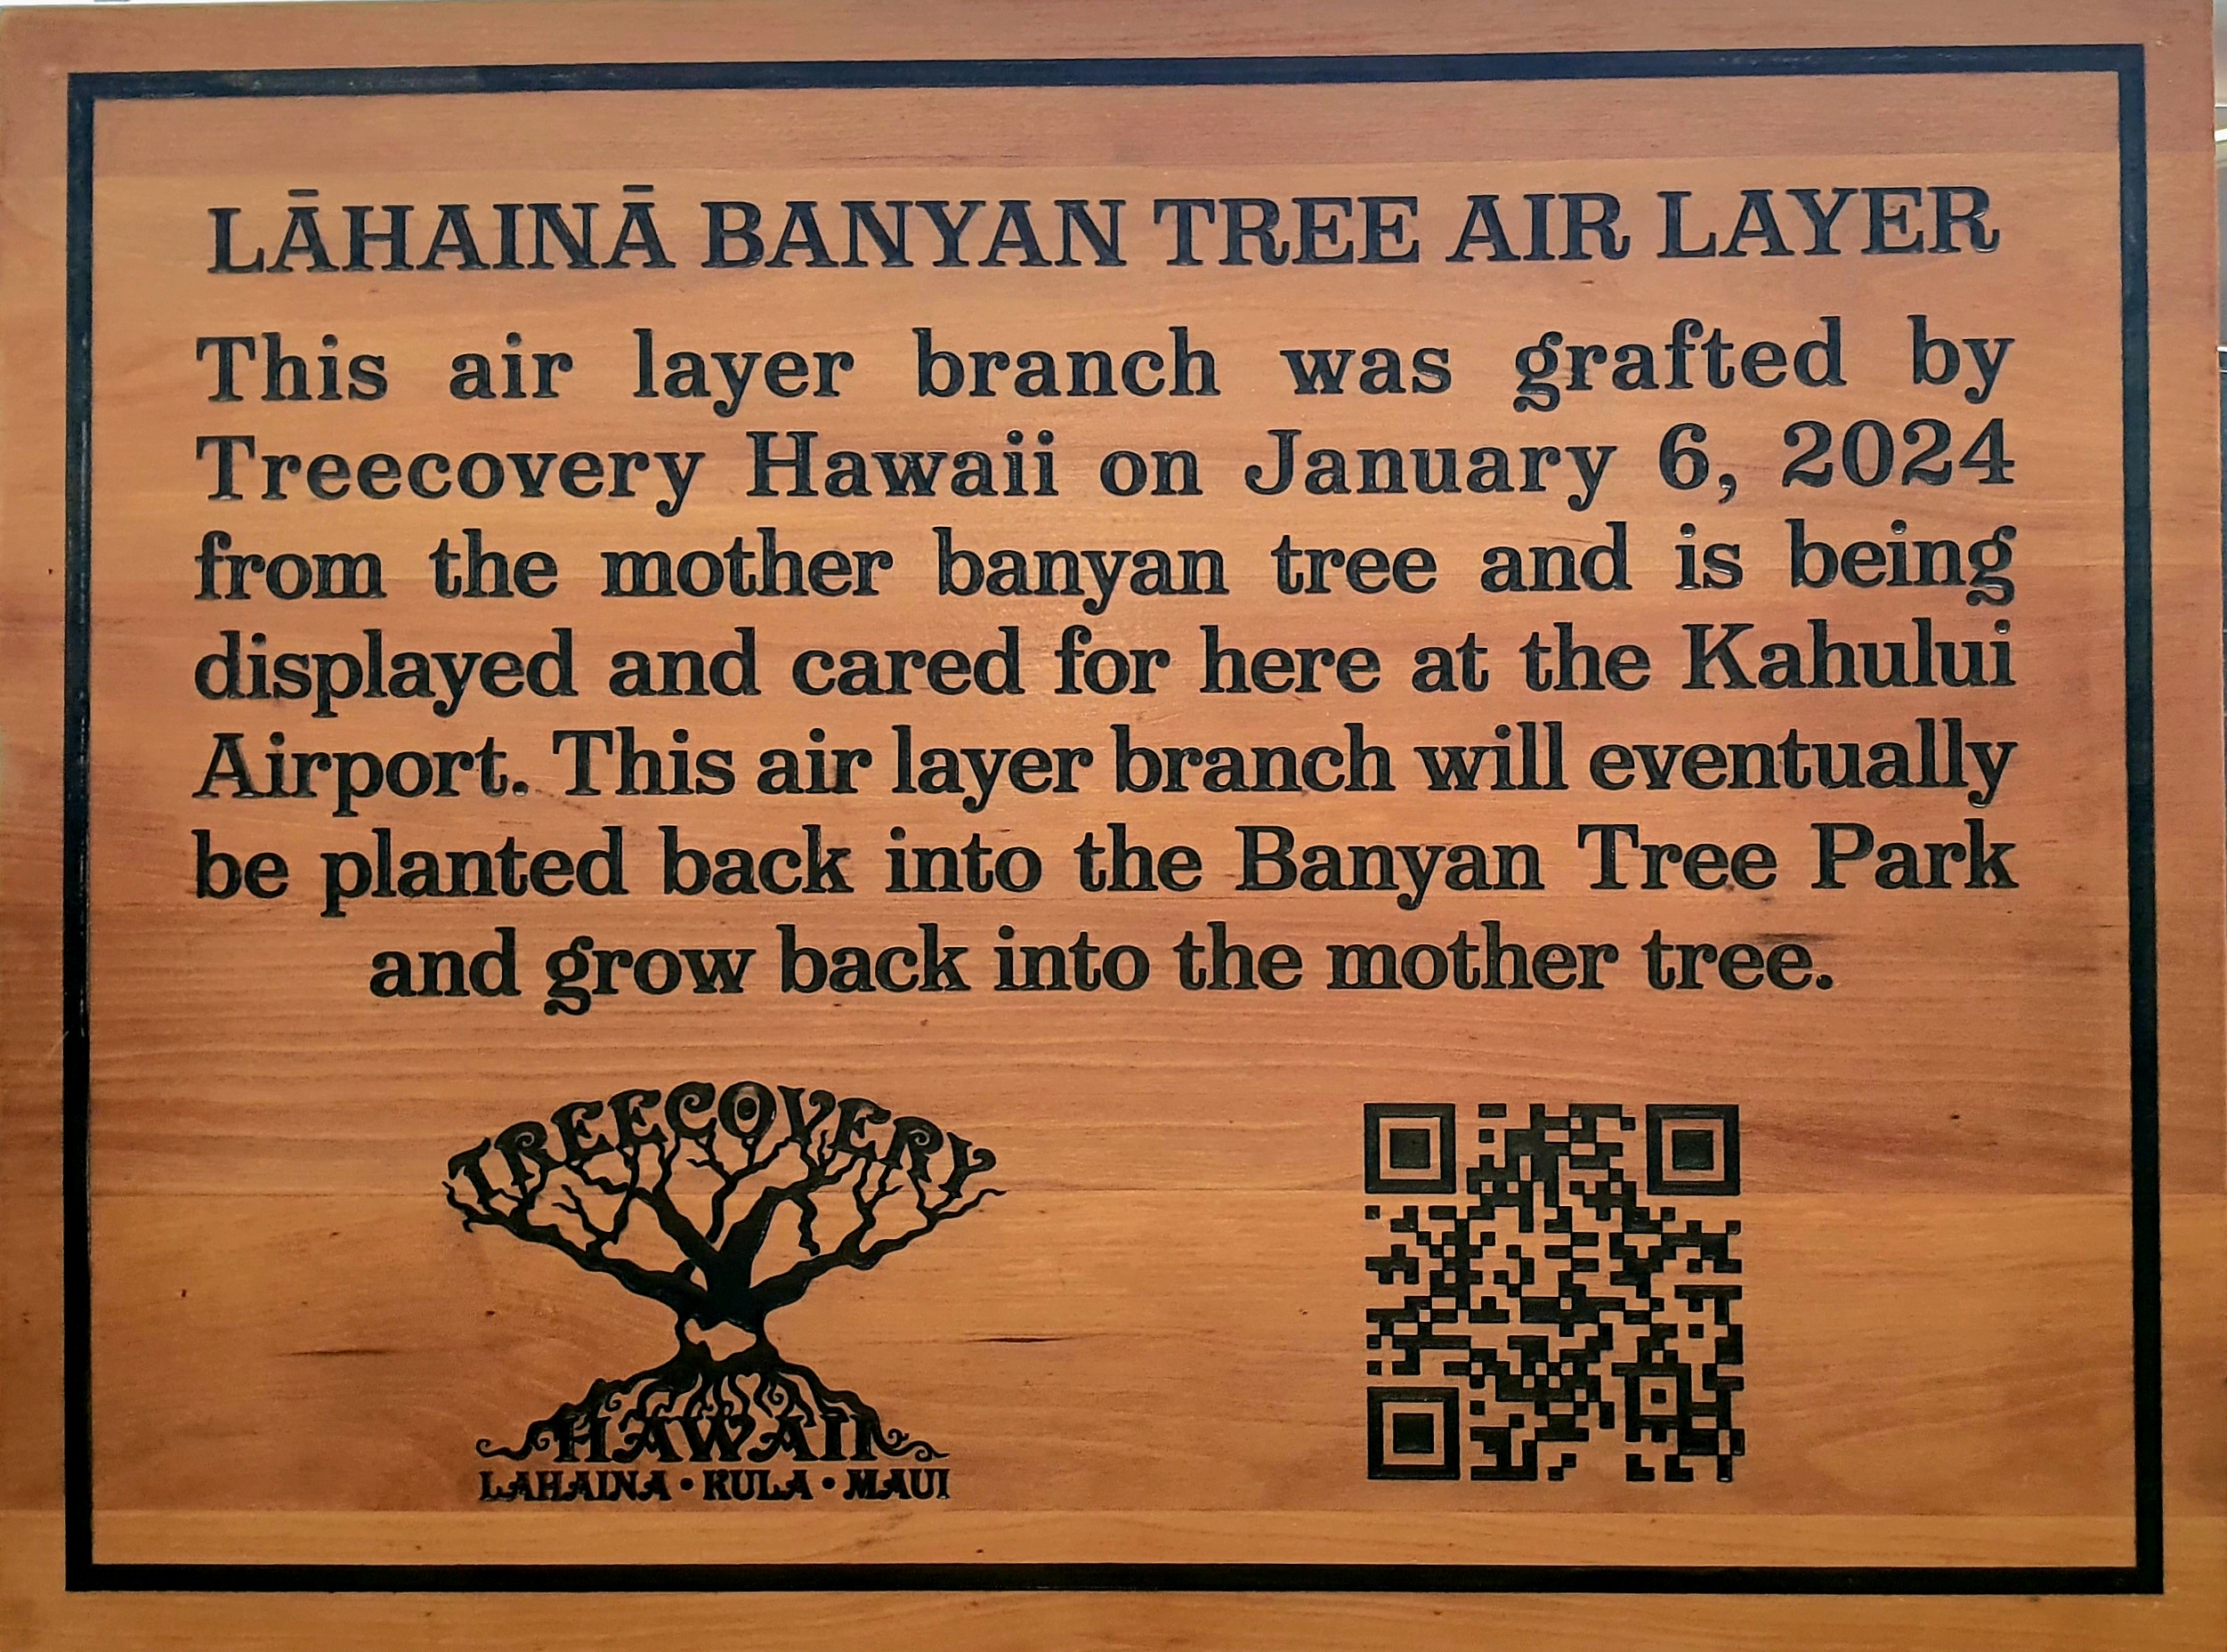 LĀHAINĀ BANYAN TREE AIR LAYER
This air layer branch was grafted by
Treecovery Hawaii on January 6, 2024
from the mother banyan tree and is being
displayed and cared for here at the Kahului
Airport. This air layer branch will eventually
be planted back into the Banyan Tree Park
and grow back into the mother tree.
TREECOVERY
HAWAII
LAHAINA • KULA • MAUI